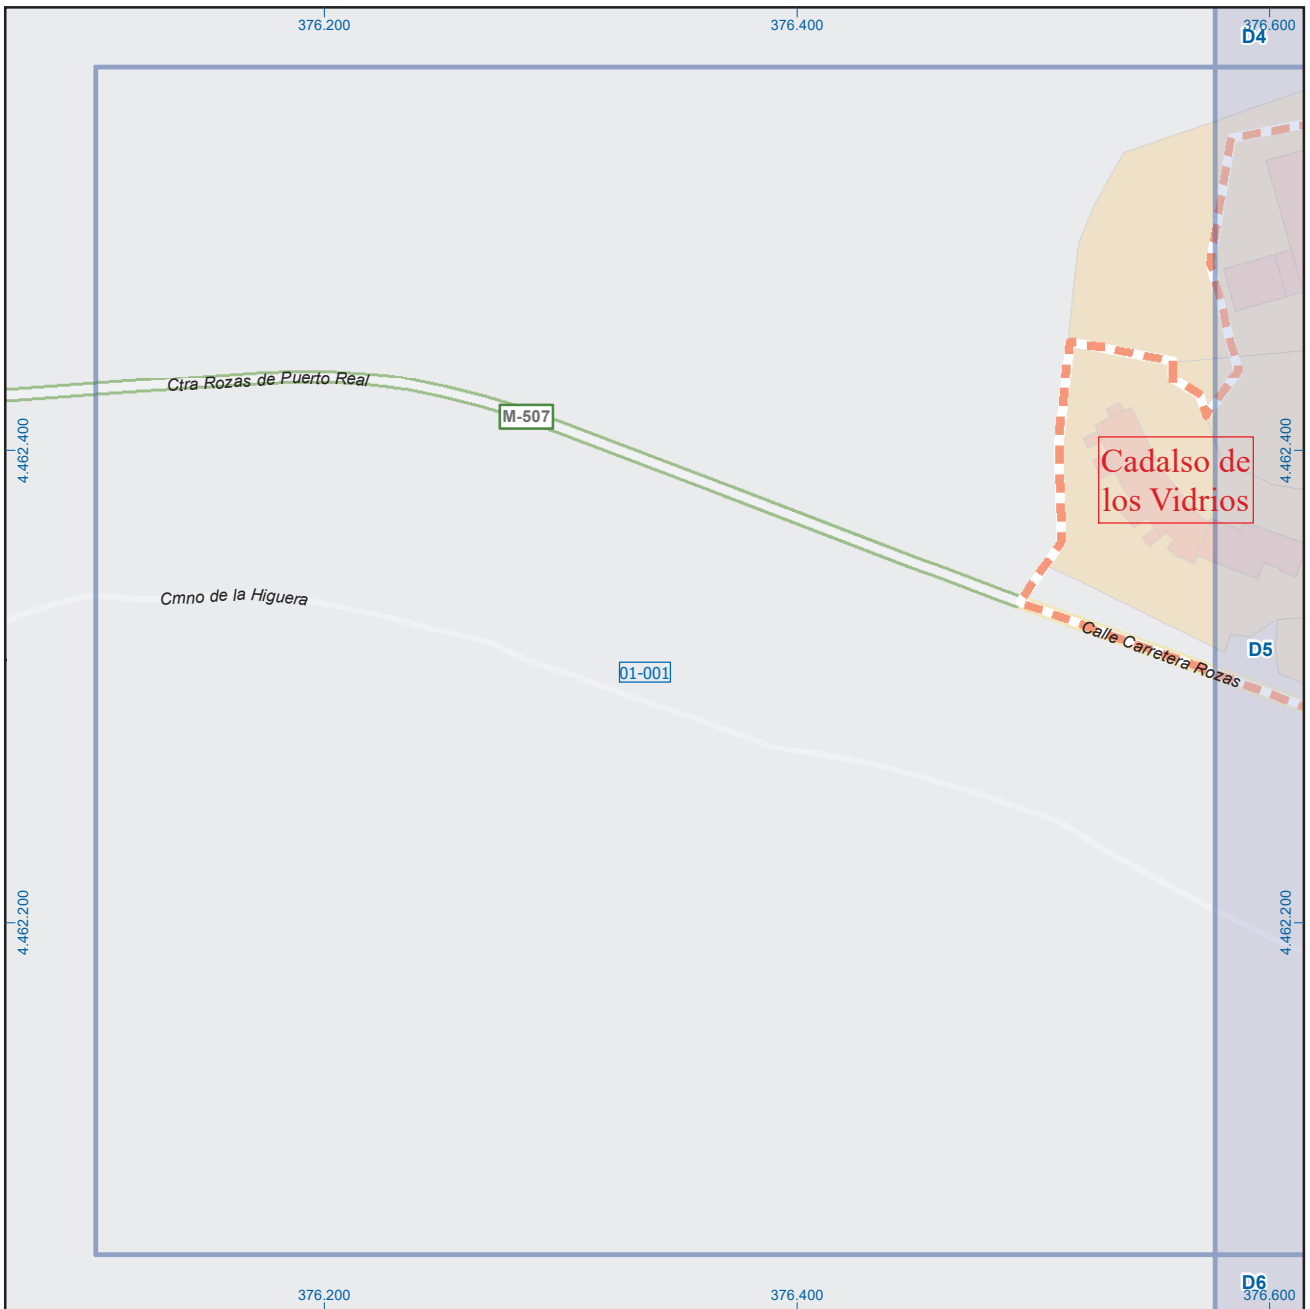 376.200
376.400
376.600
D4
Ctra Rozas de Puerto Real
M-507
4.462.400
4.462.400
Cadalso de
los Vidrios
Cmno de la Higuera
Calle Carretera Rozas
D5
01-001
4.462.200
4.462.200
D6
376.200
376.400
376.600